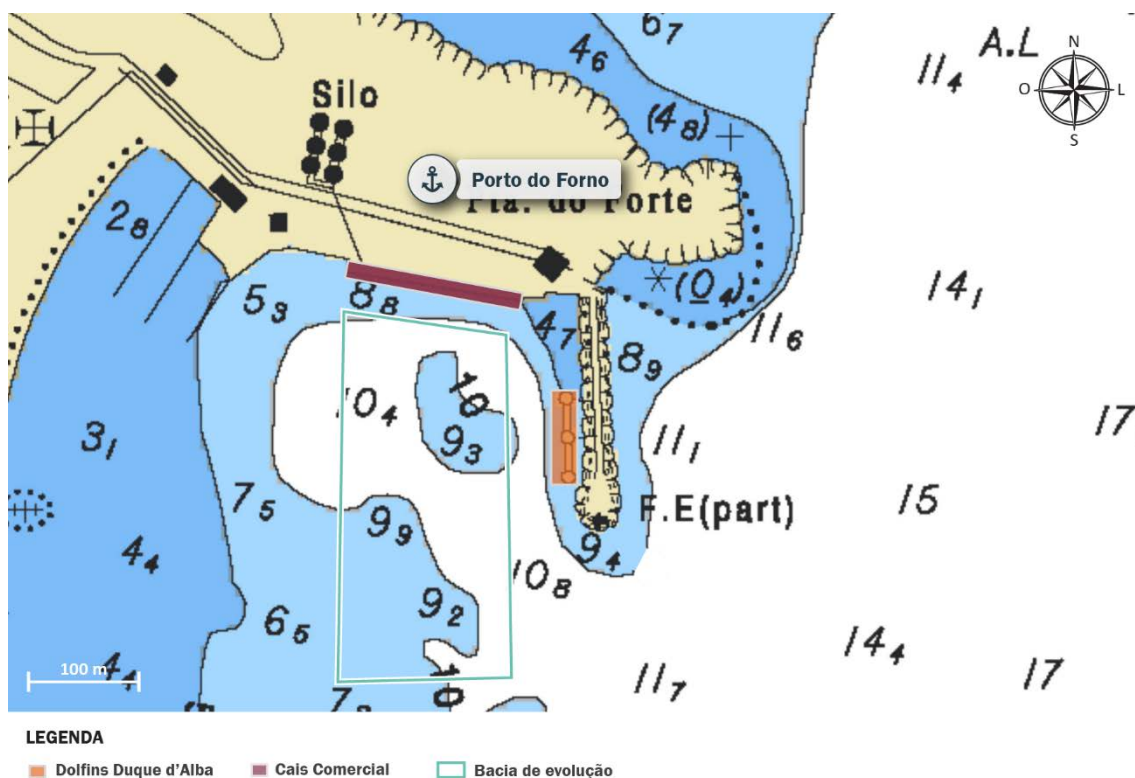 6₇
A.L
N
O L
S
4₆
11₄
Silo
(4₈)
Porto do Forno
Pta. do Forte
2₈
5₃
8₈
(0₄)
14₁
4₇
11₆
8₉
10
10₄
9₃
3₁
11₁
17
7₅
F.E(part)
15
9₉
9₄
4₄
10₈
9₂
6₅
14₄
100 m
4₄
11₇
17
10
LEGENDA
Dolfins Duque d’Alba
Cais Comercial
Bacia de evolução